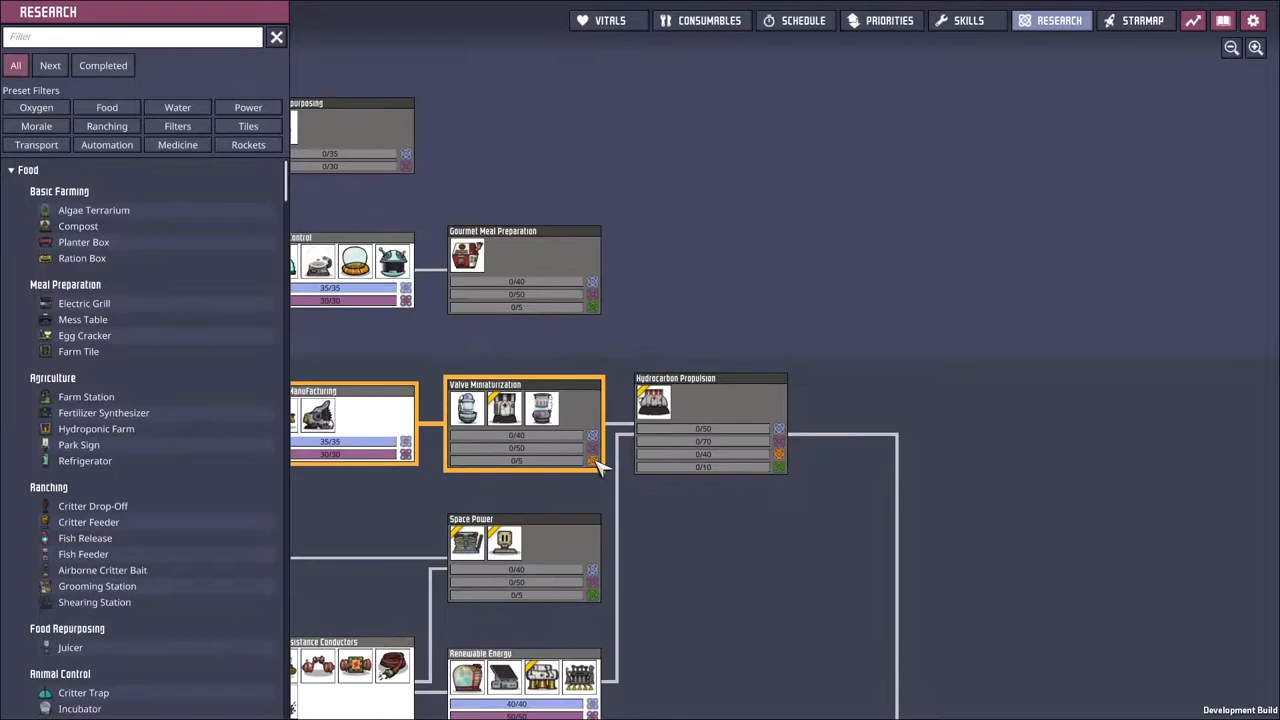 RESEARCH
VITALS
CONSUMABLES
SCHEDULE
PRIORITIES
SKILLS
RESEARCH
STARMAP
Filter
All
Next
Completed
Preset Filters
Oxygen
Food
Water
Power
Morale
Ranching
Filters
Tiles
Transport
Automation
Medicine
Rockets
Food
Basic Farming
Algae Terrarium
Compost
Planter Box
Ration Box
Meal Preparation
Electric Grill
Mess Table
Egg Cracker
Farm Tile
Agriculture
Farm Station
Fertilizer Synthesizer
Hydroponic Farm
Park Sign
Refrigerator
Ranching
Critter Drop-Off
Critter Feeder
Fish Release
Fish Feeder
Airborne Critter Bait
Grooming Station
Shearing Station
Food Repurposing
Juicer
Animal Control
Critter Trap
Incubator
purposing
0/35
0/30
Control
35/35
30/30
Gourmet Meal Preparation
0/40
0/50
0/5
Manufacturing
35/35
30/30
Valve Miniaturization
0/40
0/50
0/5
Hydrocarbon Propulsion
0/50
0/70
0/40
0/10
Space Power
0/40
0/50
0/5
sistance Conductors
Renewable Energy
40/40
50/50
Development Build